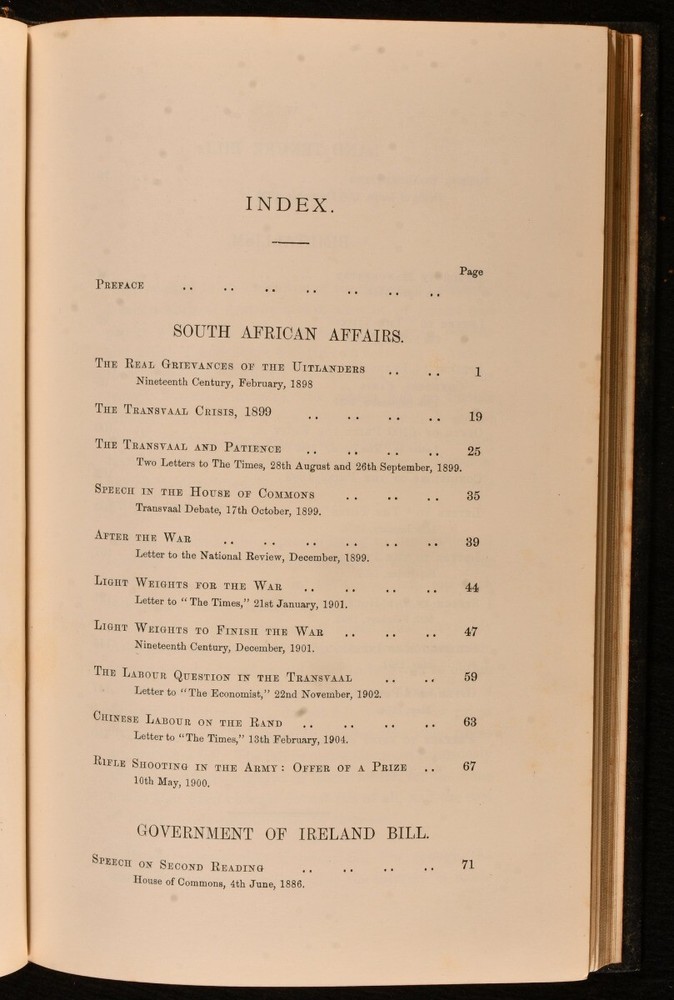 INDEX.
Page
PREFACE .. .. .. .. .. .. ..
SOUTH AFRICAN AFFAIRS.
THE REAL GRIEVANCES OF THE UITLANDERS .. .. 1
Nineteenth Century, February, 1898
THE TRANSVAAL CRISIS, 1899 .. .. .. .. 19
THE TRANSVAAL AND PATIENCE .. .. .. .. 25
Two Letters to The Times, 28th August and 26th September, 1899.
SPEECH IN THE HOUSE OF COMMONS .. .. .. 35
Transvaal Debate, 17th October, 1899.
AFTER THE WAR .. .. .. .. .. .. 39
Letter to the National Review, December, 1899.
LIGHT WEIGHTS FOR THE WAR .. .. .. .. 44
Letter to "The Times," 21st January, 1901.
LIGHT WEIGHTS TO FINISH THE WAR .. .. .. 47
Nineteenth Century, December, 1901.
THE LABOUR QUESTION IN THE TRANSVAAL .. .. 59
Letter to "The Economist," 22nd November, 1902.
CHINESE LABOUR ON THE RAND .. .. .. .. 63
Letter to "The Times," 13th February, 1904.
RIFLE SHOOTING IN THE ARMY: OFFER OF A PRIZE .. 67
10th May, 1900.
GOVERNMENT OF IRELAND BILL.
SPEECH ON SECOND READING .. .. .. .. 71
House of Commons, 4th June, 1886.